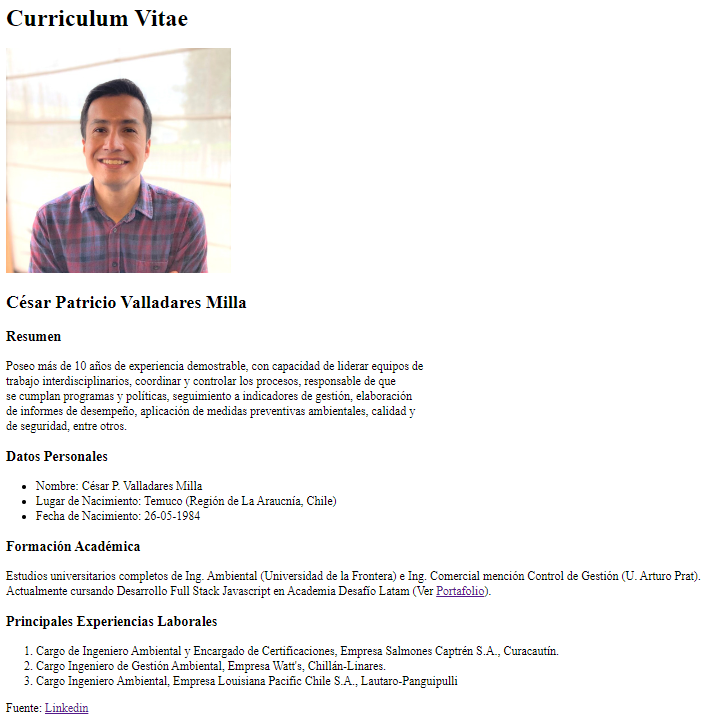 Curriculum Vitae
César Patricio Valladares Milla
Resumen
Poseo más de 10 años de experiencia demostrable, con capacidad de liderar equipos de
trabajo interdisciplinarios, coordinar y controlar los procesos, responsable de que
se cumplan programas y políticas, seguimiento a indicadores de gestión, elaboración
de informes de desempeño, aplicación de medidas preventivas ambientales, calidad y
de seguridad, entre otros.
Datos Personales
• Nombre: César P. Valladares Milla
• Lugar de Nacimiento: Temuco (Región de La Araucnía, Chile)
• Fecha de Nacimiento: 26-05-1984
Formación Académica
Estudios universitarios completos de Ing. Ambiental (Universidad de la Frontera) e Ing. Comercial mención Control de Gestión (U. Arturo Prat).
Actualmente cursando Desarrollo Full Stack Javascript en Academia Desafío Latam (Ver Portafolio).
Principales Experiencias Laborales
1. Cargo de Ingeniero Ambiental y Encargado de Certificaciones, Empresa Salmones Captrén S.A., Curacautín.
2. Cargo Ingeniero de Gestión Ambiental, Empresa Watt's, Chillán-Linares.
3. Cargo Ingeniero Ambiental, Empresa Louisiana Pacific Chile S.A., Lautaro-Panguipulli
Fuente: Linkedin